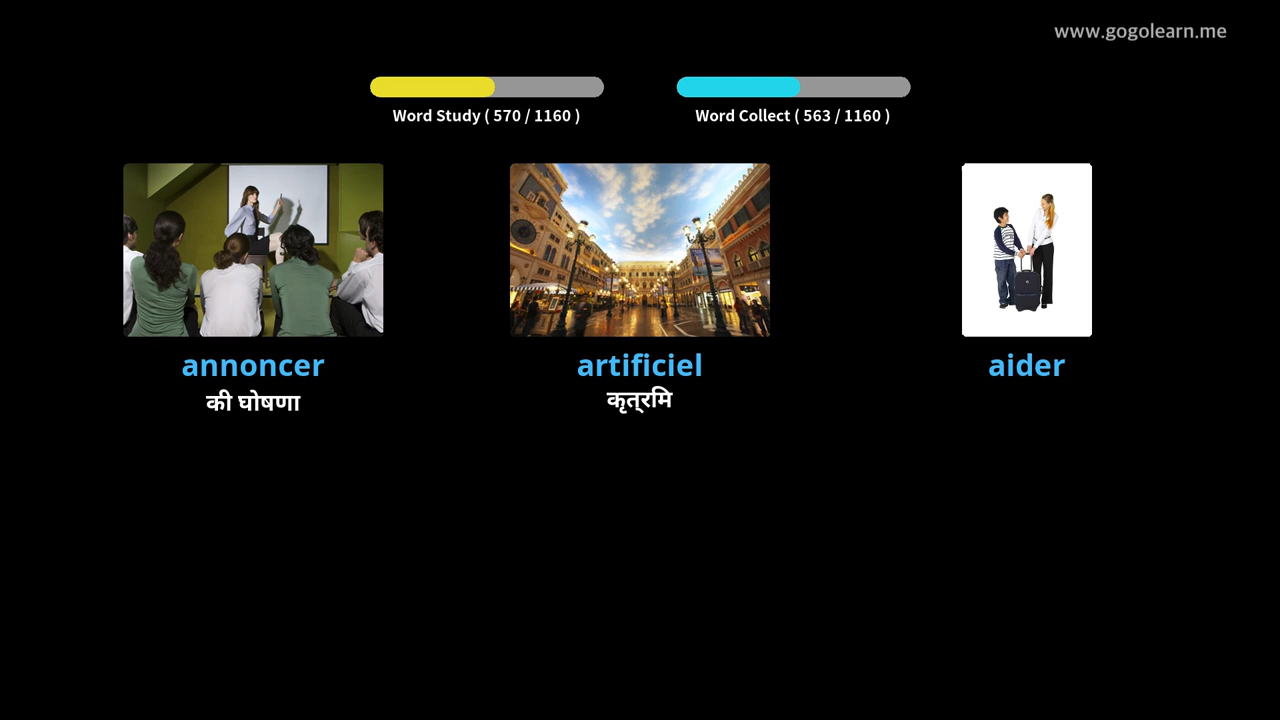 www.gogolearn.me
Word Study ( 570 / 1160 )
Word Collect ( 563 / 1160 )
annoncer
artificiel
aider
की घोषणा
कृत्रमि